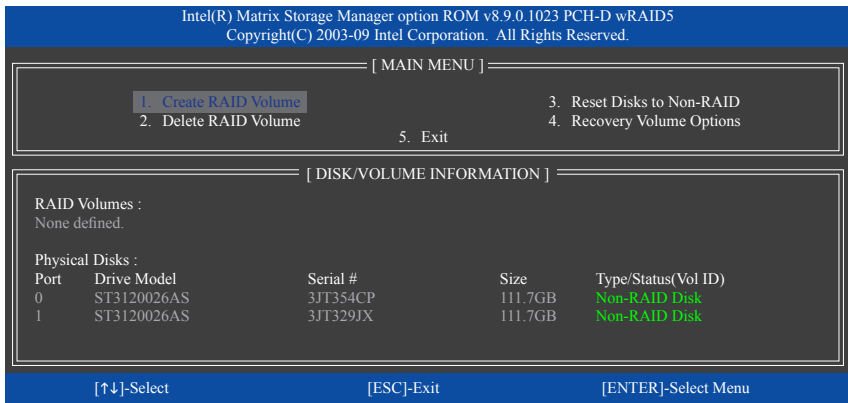 Intel(R) Matrix Storage Manager option ROM v8.9.0.1023 PCH-D wRAID5
Copyright(C) 2003-09 Intel Corporation.  All Rights Reserved.
[ MAIN MENU ]
1. Create RAID Volume 3. Reset Disks to Non-RAID
2. Delete RAID Volume 4. Recovery Volume Options
5. Exit
[ DISK/VOLUME INFORMATION ]
RAID Volumes :
None defined.
Physical Disks :
Port Drive Model Serial # Size Type/Status(Vol ID)
0 ST3120026AS 3JT354CP 111.7GB Non-RAID Disk
1 ST3120026AS 3JT329JX 111.7GB Non-RAID Disk
[↑↓]-Select [ESC]-Exit [ENTER]-Select Menu